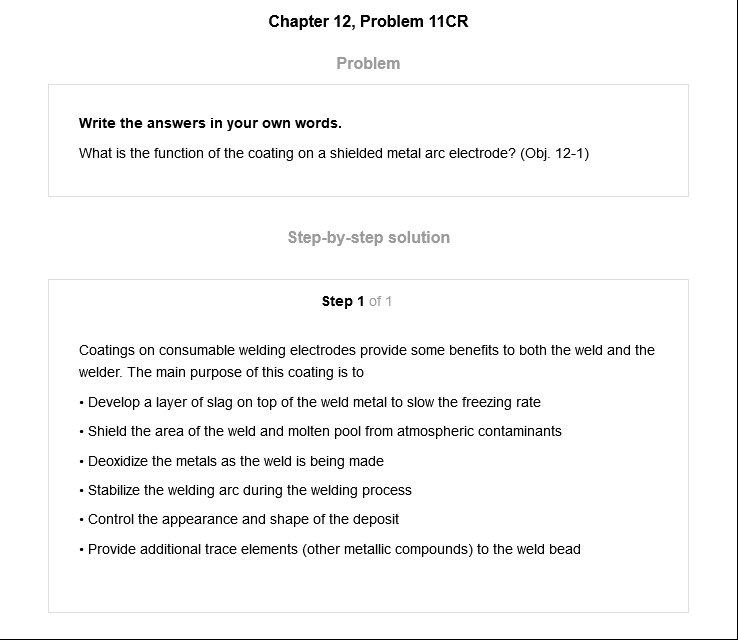 Chapter 12, Problem 11CR
Problem
Write the answers in your own words.
What is the function of the coating on a shielded metal arc electrode? (Obj. 12-1)
Step-by-step solution
Step 1 of 1
Coatings on consumable welding electrodes provide some benefits to both the weld and the
welder. The main purpose of this coating is to
• Develop a layer of slag on top of the weld metal to slow the freezing rate
• Shield the area of the weld and molten pool from atmospheric contaminants
• Deoxidize the metals as the weld is being made
• Stabilize the welding arc during the welding process
• Control the appearance and shape of the deposit
• Provide additional trace elements (other metallic compounds) to the weld bead